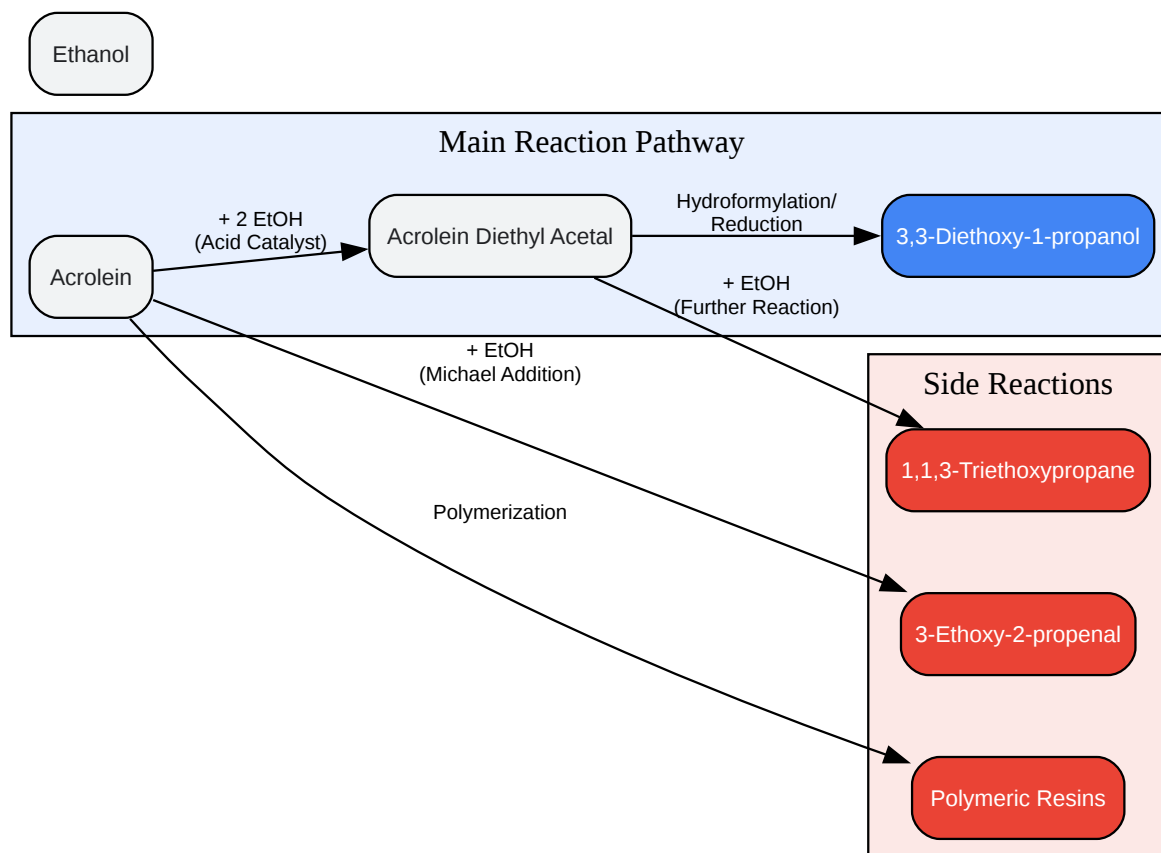 Ethanol
Main Reaction Pathway
Acrolein
+ 2 EtOH
(Acid Catalyst)
Acrolein Diethyl Acetal
Hydroformylation/
Reduction
3,3-Diethoxy-1-propanol
+ EtOH
(Further Reaction)
+ EtOH
(Michael Addition)
Polymerization
Side Reactions
1,1,3-Triethoxypropane
3-Ethoxy-2-propenal
Polymeric Resins